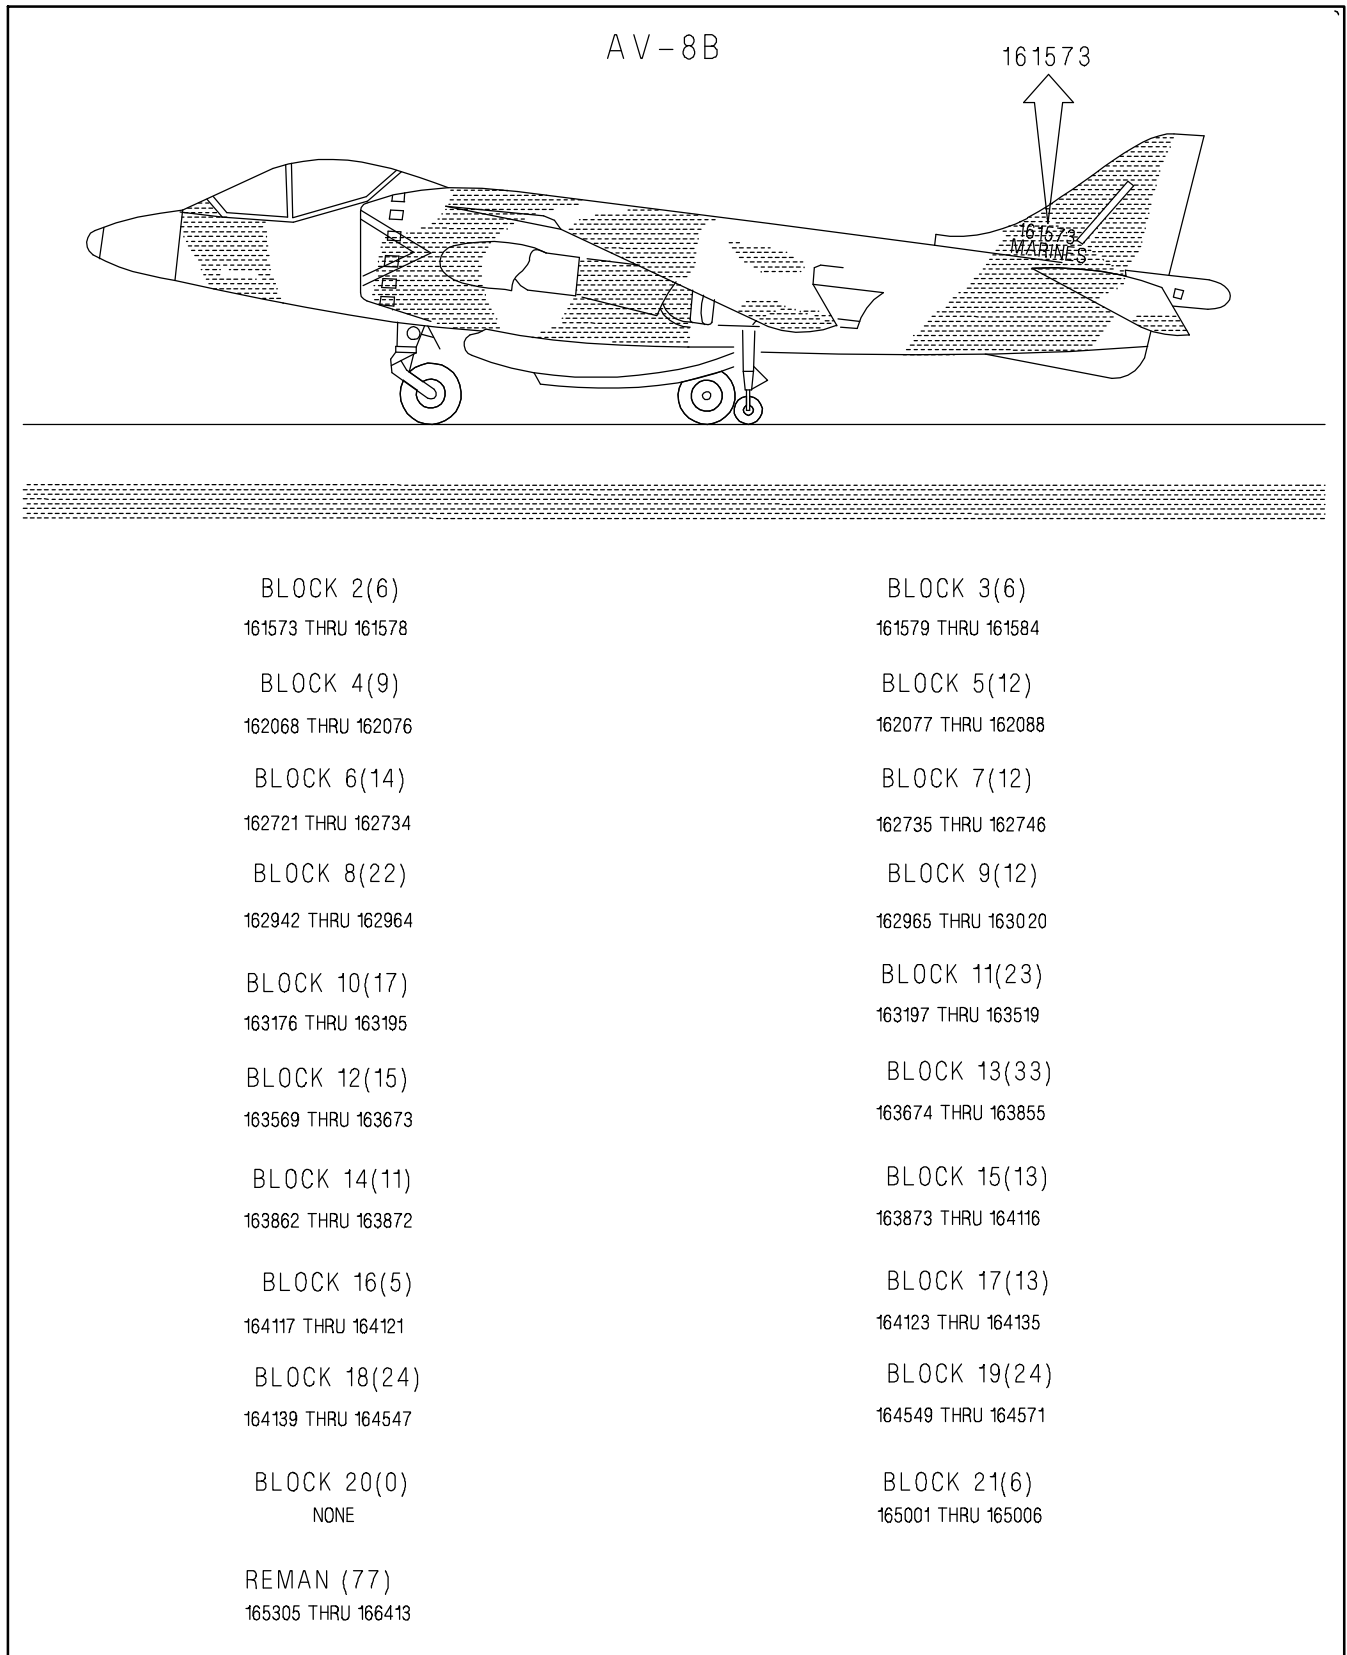 AV-8B
161573
161573
MARINES
BLOCK 2(6)
161573 THRU 161578
BLOCK 3(6)
161579 THRU 161584
BLOCK 4(9)
162068 THRU 162076
BLOCK 5(12)
162077 THRU 162088
BLOCK 6(14)
162721 THRU 162734
BLOCK 7(12)
162735 THRU 162746
BLOCK 8(22)
162942 THRU 162964
BLOCK 9(12)
162965 THRU 163020
BLOCK 10(17)
163176 THRU 163195
BLOCK 11(23)
163197 THRU 163519
BLOCK 12(15)
163569 THRU 163673
BLOCK 13(33)
163674 THRU 163855
BLOCK 14(11)
163862 THRU 163872
BLOCK 15(13)
163873 THRU 164116
BLOCK 16(5)
164117 THRU 164121
BLOCK 17(13)
164123 THRU 164135
BLOCK 18(24)
164139 THRU 164547
BLOCK 19(24)
164549 THRU 164571
BLOCK 20(0)
NONE
BLOCK 21(6)
165001 THRU 165006
REMAN (77)
165305 THRU 166413